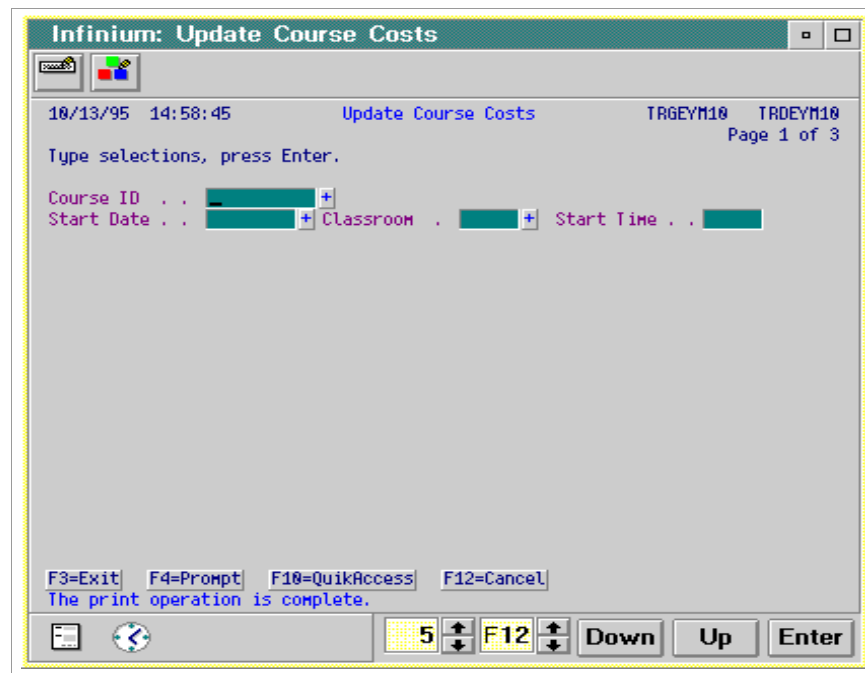 Infinium: Update Course Costs
10/13/95 14:58:45 Update Course Costs TRGEYM10 TRDEYM10
Page 1 of 3
Type selections, press Enter.
Course ID . . +
Start Date . . + Classroom . + Start Time . .
F3=Exit F4=Prompt F10=QuikAccess F12=Cancel
The print operation is complete.
5 F12 Down Up Enter